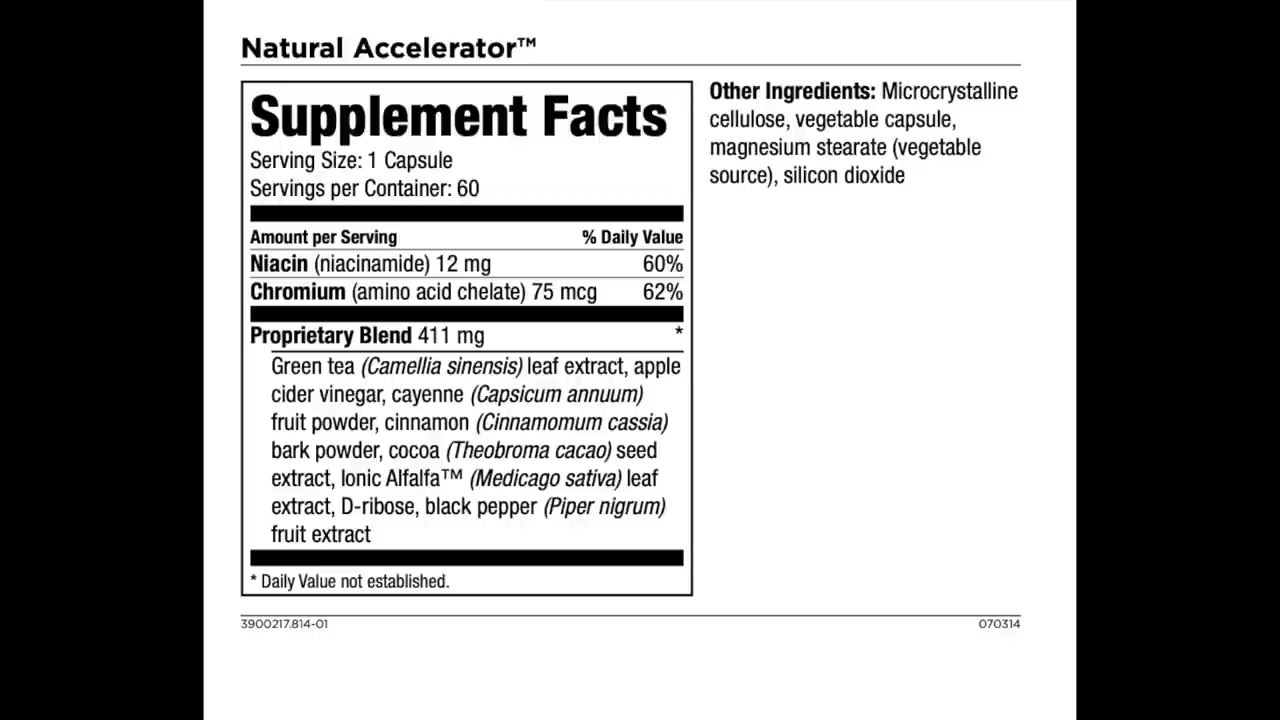 Natural Accelerator™
Supplement Facts
Serving Size: 1 Capsule
Servings per Container: 60
Amount per Serving % Daily Value
Niacin (niacinamide) 12 mg 60%
Chromium (amino acid chelate) 75 mcg 62%
Proprietary Blend 411 mg *
Green tea (Camellia sinensis) leaf extract, apple
cider vinegar, cayenne (Capsicum annuum)
fruit powder, cinnamon (Cinnamomum cassia)
bark powder, cocoa (Theobroma cacao) seed
extract, Ionic Alfalfa™ (Medicago sativa) leaf
extract, D-ribose, black pepper (Piper nigrum)
fruit extract
* Daily Value not established.
Other Ingredients: Microcrystalline
cellulose, vegetable capsule,
magnesium stearate (vegetable
source), silicon dioxide
3900217.814-01 070314